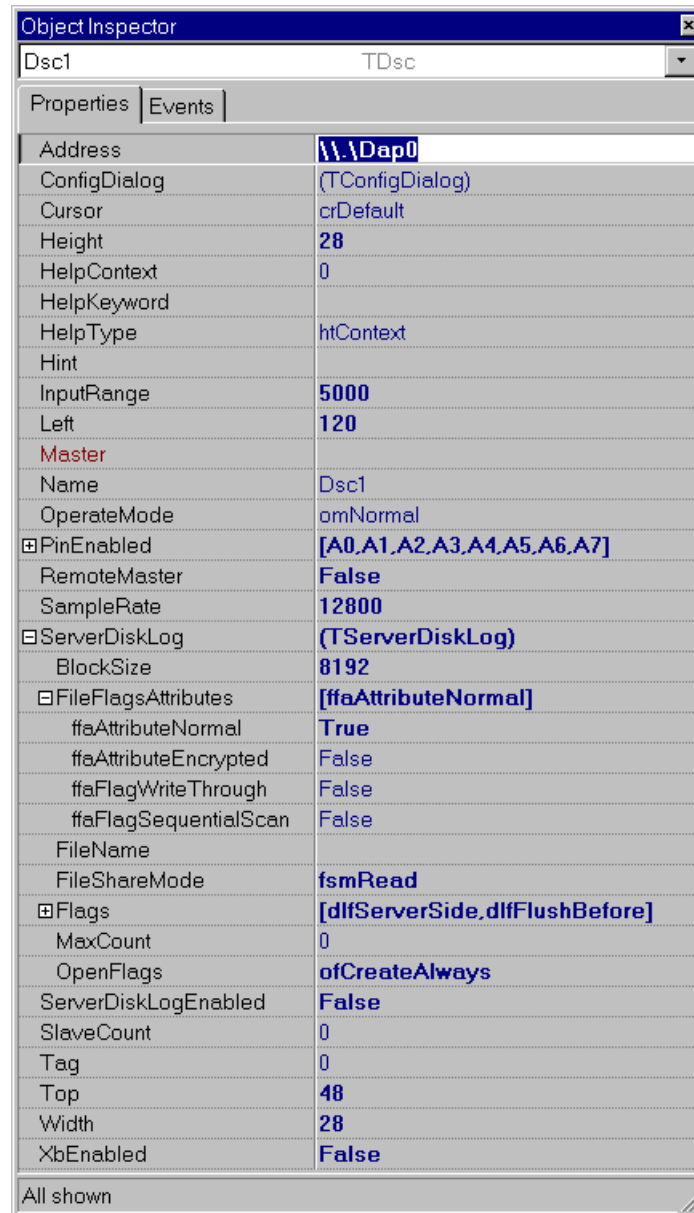 Object Inspector
Dsc1 TDsc
Properties Events
Address \\.\Dap0
ConfigDialog (TConfigDialog)
Cursor crDefault
Height 28
HelpContext 0
HelpKeyword
HelpType htContext
Hint
InputRange 5000
Left 120
Master
Name Dsc1
OperateMode omNormal
PinEnabled [A0,A1,A2,A3,A4,A5,A6,A7]
RemoteMaster False
SampleRate 12800
ServerDiskLog (TServerDiskLog)
BlockSize 8192
FileFlagsAttributes [ffaAttributeNormal]
ffaAttributeNormal True
ffaAttributeEncrypted False
ffaFlagWriteThrough False
ffaFlagSequentialScan False
FileName
FileShareMode fsmRead
Flags [dlfServerSide,dlfFlushBefore]
MaxCount 0
OpenFlags ofCreateAlways
ServerDiskLogEnabled False
SlaveCount 0
Tag 0
Top 48
Width 28
XbEnabled False
All shown